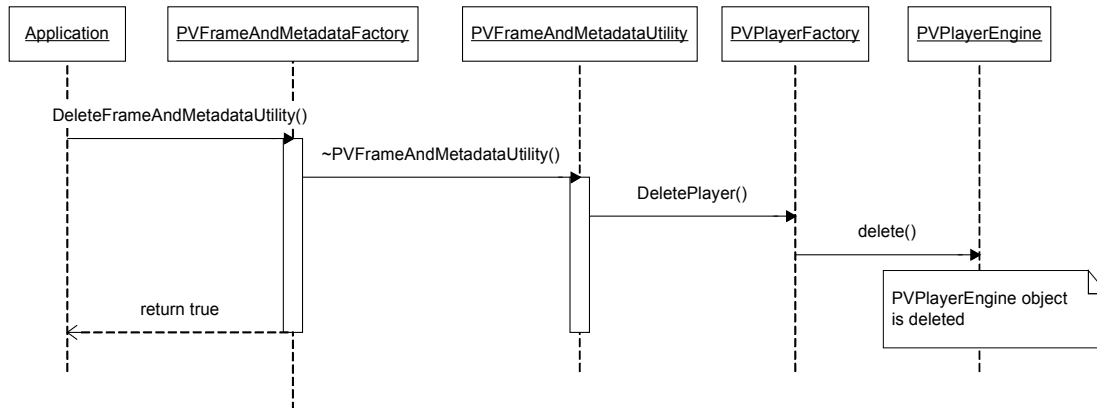 Application
PVFrameAndMetadataFactory
PVFrameAndMetadataUtility
PVPlayerFactory
PVPlayerEngine
DeleteFrameAndMetadataUtility()
~PVFrameAndMetadataUtility()
DeletePlayer()
delete()
PVPlayerEngine object
is deleted
return true